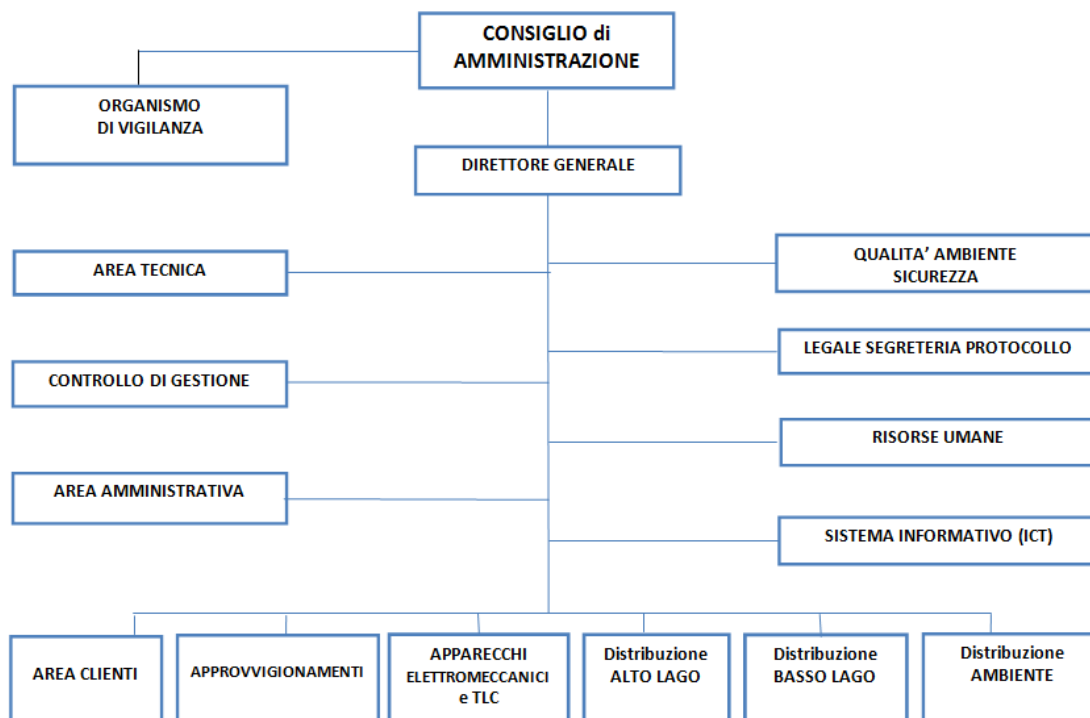 CONSIGLIO di
AMMINISTRAZIONE
ORGANISMO
DI VIGILANZA
DIRETTORE GENERALE
AREA TECNICA
QUALITA’ AMBIENTE
SICUREZZA
LEGALE SEGRETERIA PROTOCOLLO
CONTROLLO DI GESTIONE
RISORSE UMANE
AREA AMMINISTRATIVA
SISTEMA INFORMATIVO (ICT)
AREA CLIENTI
APPROVVIGIONAMENTI
APPARECCHI
ELETTROMECCANICI
e TLC
Distribuzione
ALTO LAGO
Distribuzione
BASSO LAGO
Distribuzione
AMBIENTE